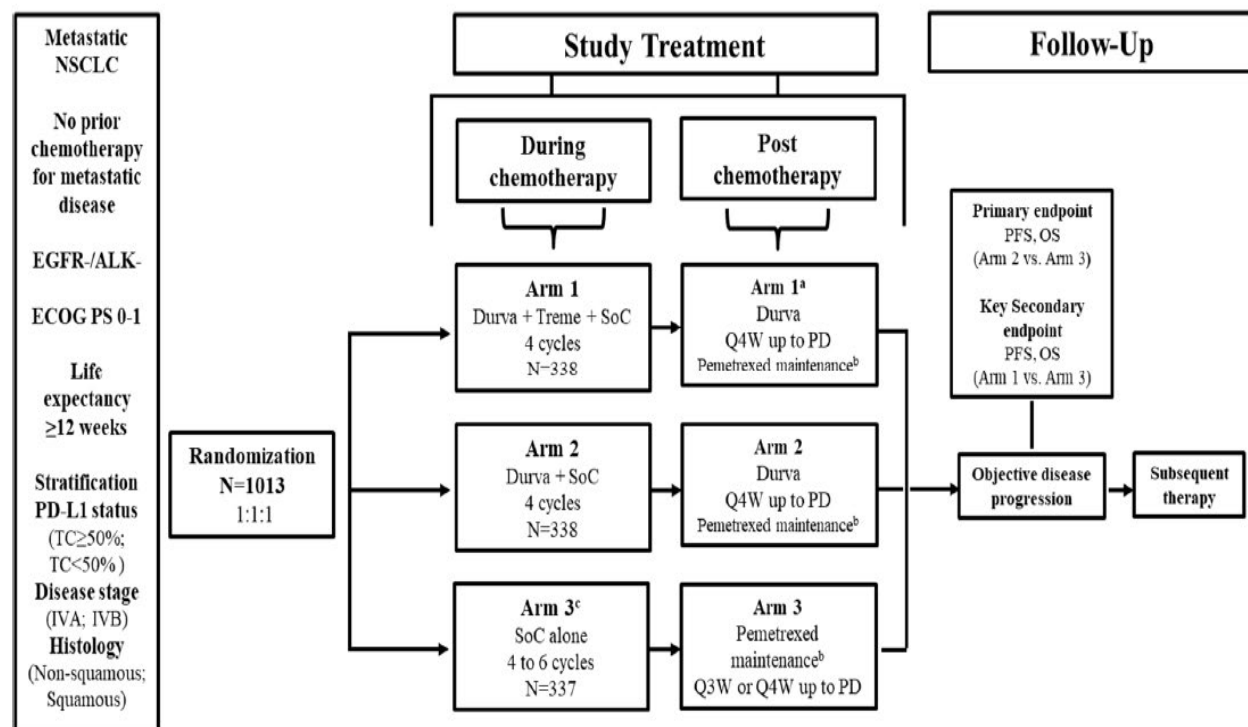 Metastatic
NSCLC
No prior
chemotherapy
for metastatic
disease
EGFR-/ALK-
ECOG PS 0-1
Life
expectancy
≥12 weeks
Stratification
PD-L1 status
(TC≥50%;
TC<50%)
Disease stage
(IVA; IVB)
Histology
(Non-squamous;
Squamous)
Randomization
N=1013
1:1:1
Study Treatment
During
chemotherapy
Post
chemotherapy
Arm 1
Durva + Treme + SoC
4 cycles
N=338
Arm 1ᵃ
Durva
Q4W up to PD
Pemetrexed maintenanceᵇ
Arm 2
Durva + SoC
4 cycles
N=338
Arm 2
Durva
Q4W up to PD
Pemetrexed maintenanceᵇ
Arm 3ᶜ
SoC alone
4 to 6 cycles
N=337
Arm 3
Pemetrexed
maintenanceᵇ
Q3W or Q4W up to PD
Follow-Up
Primary endpoint
PFS, OS
(Arm 2 vs. Arm 3)
Key Secondary
endpoint
PFS, OS
(Arm 1 vs. Arm 3)
Objective disease
progression
Subsequent
therapy